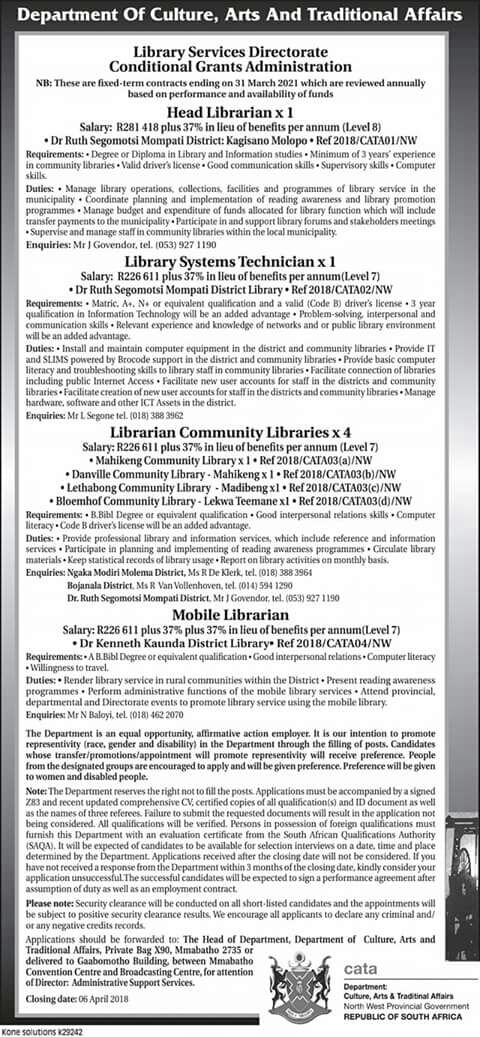 Department Of Culture, Arts And Traditional Affairs
Library Services Directorate
Conditional Grants Administration
NB: These are fixed-term contracts ending on 31 March 2021 which are reviewed annually
based on performance and availability of funds
Head Librarian x 1
Salary: R281 418 plus 37% in lieu of benefits per annum (Level 8)
• Dr Ruth Segomotsi Mompati District: Kagisano Molopo • Ref 2018/CATA01/NW
Requirements: • Degree or Diploma in Library and Information studies • Minimum of 3 years' experience
in community libraries • Valid driver's license • Good communication skills • Supervisory skills • Computer
skills.
Duties: • Manage library operations, collections, facilities and programmes of library service in the
municipality • Coordinate planning and implementation of reading awareness and library promotion
programmes • Manage budget and expenditure of funds allocated for library function which will include
transfer payments to the municipality • Participate in and support library forums and stakeholders meetings
• Supervise and manage staff in community libraries within the local municipality.
Enquiries: Mr J Govendor, tel. (053) 927 1190
Library Systems Technician x 1
Salary: R226 611 plus 37% in lieu of benefits per annum(Level 7)
• Dr Ruth Segomotsi Mompati District Library • Ref 2018/CATA02/NW
Requirements: • Matric, A+, N+ or equivalent qualification and a valid (Code B) driver's license • 3 year
qualification in Information Technology will be an added advantage • Problem-solving, interpersonal and
communication skills • Relevant experience and knowledge of networks and or public library environment
will be an added advantage.
Duties: • Install and maintain computer equipment in the district and community libraries • Provide IT
and SLIMS powered by Brocode support in the district and community libraries • Provide basic computer
literacy and troubleshooting skills to library staff in community libraries • Facilitate connection of libraries
including public Internet Access • Facilitate new user accounts for staff in the districts and community
libraries • Facilitate creation of new user accounts for staff in the districts and community libraries • Manage
hardware, software and other ICT Assets in the district.
Enquiries: Mr L Segone tel. (018) 388 3962
Librarian Community Libraries x 4
Salary: R226 611 plus 37% in lieu of benefits per annum (Level 7)
• Mahikeng Community Library x 1 • Ref 2018/CATA03(a)/NW
• Danville Community Library - Mahikeng x 1 • Ref 2018/CATA03(b)/NW
• Lethabong Community Library - Madibeng x1 • Ref 2018/CATA03(c)/NW
• Bloemhof Community Library - Lekwa Teemane x1 • Ref 2018/CATA03(d)/NW
Requirements: • B.Bibl Degree or equivalent qualification • Good interpersonal relations skills • Computer
literacy • Code B driver's license will be an added advantage.
Duties: • Provide professional library and information services, which include reference and information
services • Participate in planning and implementing of reading awareness programmes • Circulate library
materials • Keep statistical records of library usage • Report on library activities on monthly basis.
Enquiries: Ngaka Modiri Molema District, Ms R De Klerk, tel. (018) 388 3964
Bojanala District, Ms R Van Vollenhoven, tel. (014) 594 1290
Dr. Ruth Segomotsi Mompati District, Mr J Govendor, tel. (053) 927 1190
Mobile Librarian
Salary: R226 611 plus 37% plus 37% in lieu of benefits per annum(Level 7)
• Dr Kenneth Kaunda District Library• Ref 2018/CATA04/NW
Requirements: • A B.Bibl Degree or equivalent qualification • Good interpersonal relations • Computer literacy
• Willingness to travel.
Duties: • Render library service in rural communities within the District • Present reading awareness
programmes • Perform administrative functions of the mobile library services • Attend provincial,
departmental and Directorate events to promote library service using the mobile library.
Enquiries: Mr N Baloyi, tel. (018) 462 2070
The Department is an equal opportunity, affirmative action employer. It is our intention to promote
representivity (race, gender and disability) in the Department through the filling of posts. Candidates
whose transfer/promotions/appointment will promote representivity will receive preference. People
from the designated groups are encouraged to apply and will be given preference. Preference will be given
to women and disabled people.
Note: The Department reserves the right not to fill the posts. Applications must be accompanied by a signed
Z83 and recent updated comprehensive CV, certified copies of all qualification(s) and ID document as well
as the names of three referees. Failure to submit the requested documents will result in the application not
being considered. All qualifications will be verified. Persons in possession of foreign qualifications must
furnish this Department with an evaluation certificate from the South African Qualifications Authority
(SAQA). It will be expected of candidates to be available for selection interviews on a date, time and place
determined by the Department. Applications received after the closing date will not be considered. If you
have not received a response from the Department within 3 months of the closing date, kindly consider your
application unsuccessful. The successful candidates will be expected to sign a performance agreement after
assumption of duty as well as an employment contract.
Please note: Security clearance will be conducted on all short-listed candidates and the appointments will
be subject to positive security clearance results. We encourage all applicants to declare any criminal and/
or any negative credits records.
Applications should be forwarded to: The Head of Department, Department of Culture, Arts and
Traditional Affairs, Private Bag X90, Mmabatho 2735 or
delivered to Gaabomotho Building, between Mmabatho
Convention Centre and Broadcasting Centre, for attention
of Director: Administrative Support Services.
Closing date: 06 April 2018
cata
Department:
Culture, Arts & Traditinal Affairs
North West Provincial Government
REPUBLIC OF SOUTH AFRICA
Kone solutions k29242